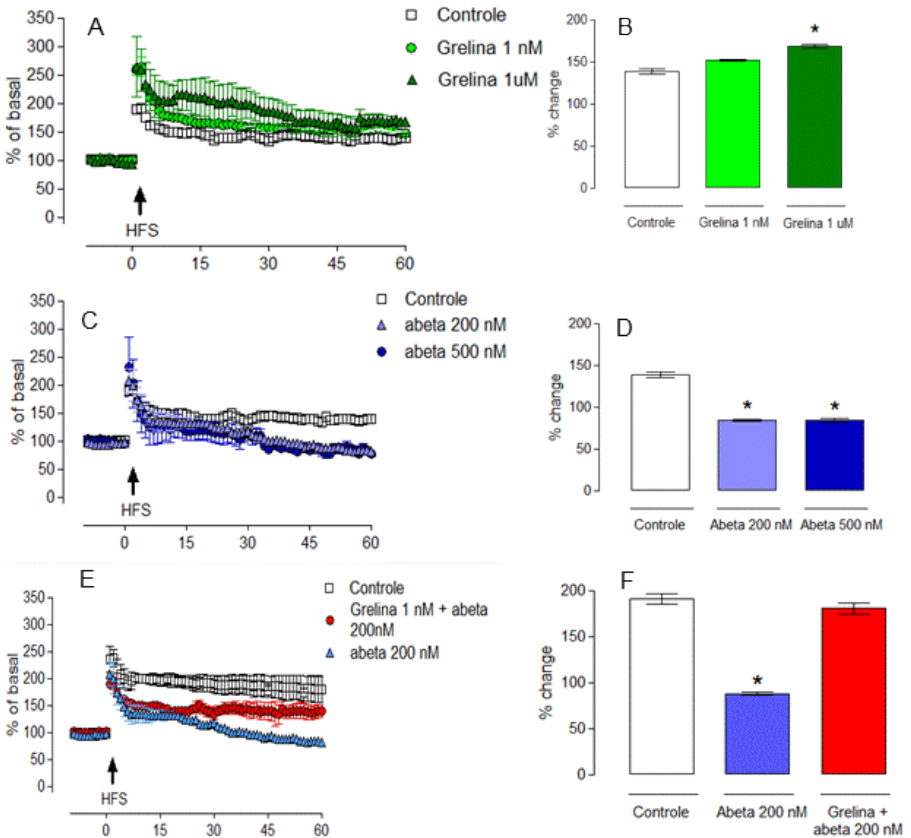 A
Controle
Grelina 1 nM
Grelina 1uM
% of basal
350
300
250
200
150
100
50
0
HFS
0 15 30 45 60
B
% change
200
150
100
50
0
*
Controle Grelina 1 nM Grelina 1 uM
C
Controle
abeta 200 nM
abeta 500 nM
% of basal
350
300
250
200
150
100
50
0
HFS
0 15 30 45 60
D
% change
200
150
100
50
0
* *
Controle Abeta 200 nM Abeta 500 nM
E
Controle
Grelina 1 nM + abeta
200nM
abeta 200 nM
% of basal
350
300
250
200
150
100
50
0
HFS
0 15 30 45 60
F
% change
200
150
100
50
0
*
Controle Abeta 200 nM Grelina +
abeta 200 nM